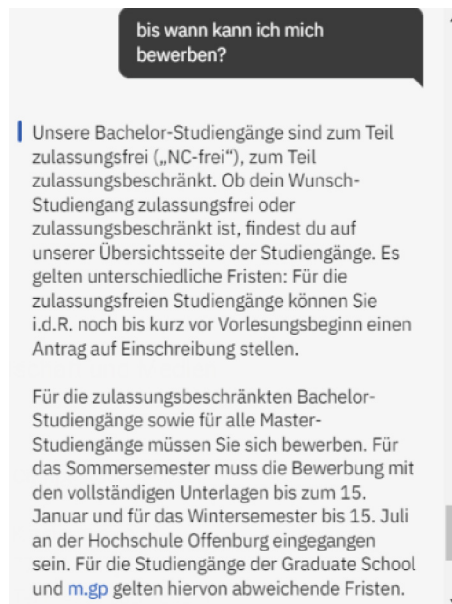 bis wann kann ich mich
bewerben?
Unsere Bachelor-Studiengänge sind zum Teil
zulassungsfrei („NC-frei“), zum Teil
zulassungsbeschränkt. Ob dein Wunsch-
Studiengang zulassungsfrei oder
zulassungsbeschränkt ist, findest du auf
unserer Übersichtsseite der Studiengänge. Es
gelten unterschiedliche Fristen: Für die
zulassungsfreien Studiengänge können Sie
i.d.R. noch bis kurz vor Vorlesungsbeginn einen
Antrag auf Einschreibung stellen.
Für die zulassungsbeschränkten Bachelor-
Studiengänge sowie für alle Master-
Studiengänge müssen Sie sich bewerben. Für
das Sommersemester muss die Bewerbung mit
den vollständigen Unterlagen bis zum 15.
Januar und für das Wintersemester bis 15. Juli
an der Hochschule Offenburg eingegangen
sein. Für die Studiengänge der Graduate School
und m.gp gelten hiervon abweichende Fristen.